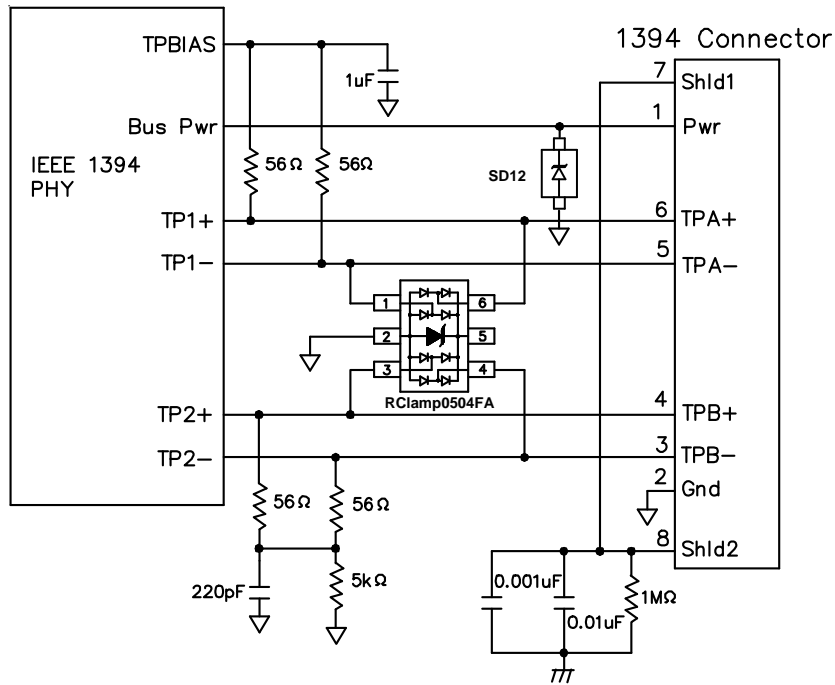 1394 Connector
TPBIAS
1uF
7
Shld1
Bus Pwr
1
Pwr
IEEE 1394
PHY
56Ω
56Ω
SD12
TP1+
6
TPA+
TP1−
5
TPA−
1
6
2
5
3
4
RClamp0504FA
TP2+
4
TPB+
TP2−
3
TPB−
2
Gnd
56Ω
56Ω
8
Shld2
220pF
5kΩ
0.001uF
0.01uF
1MΩ